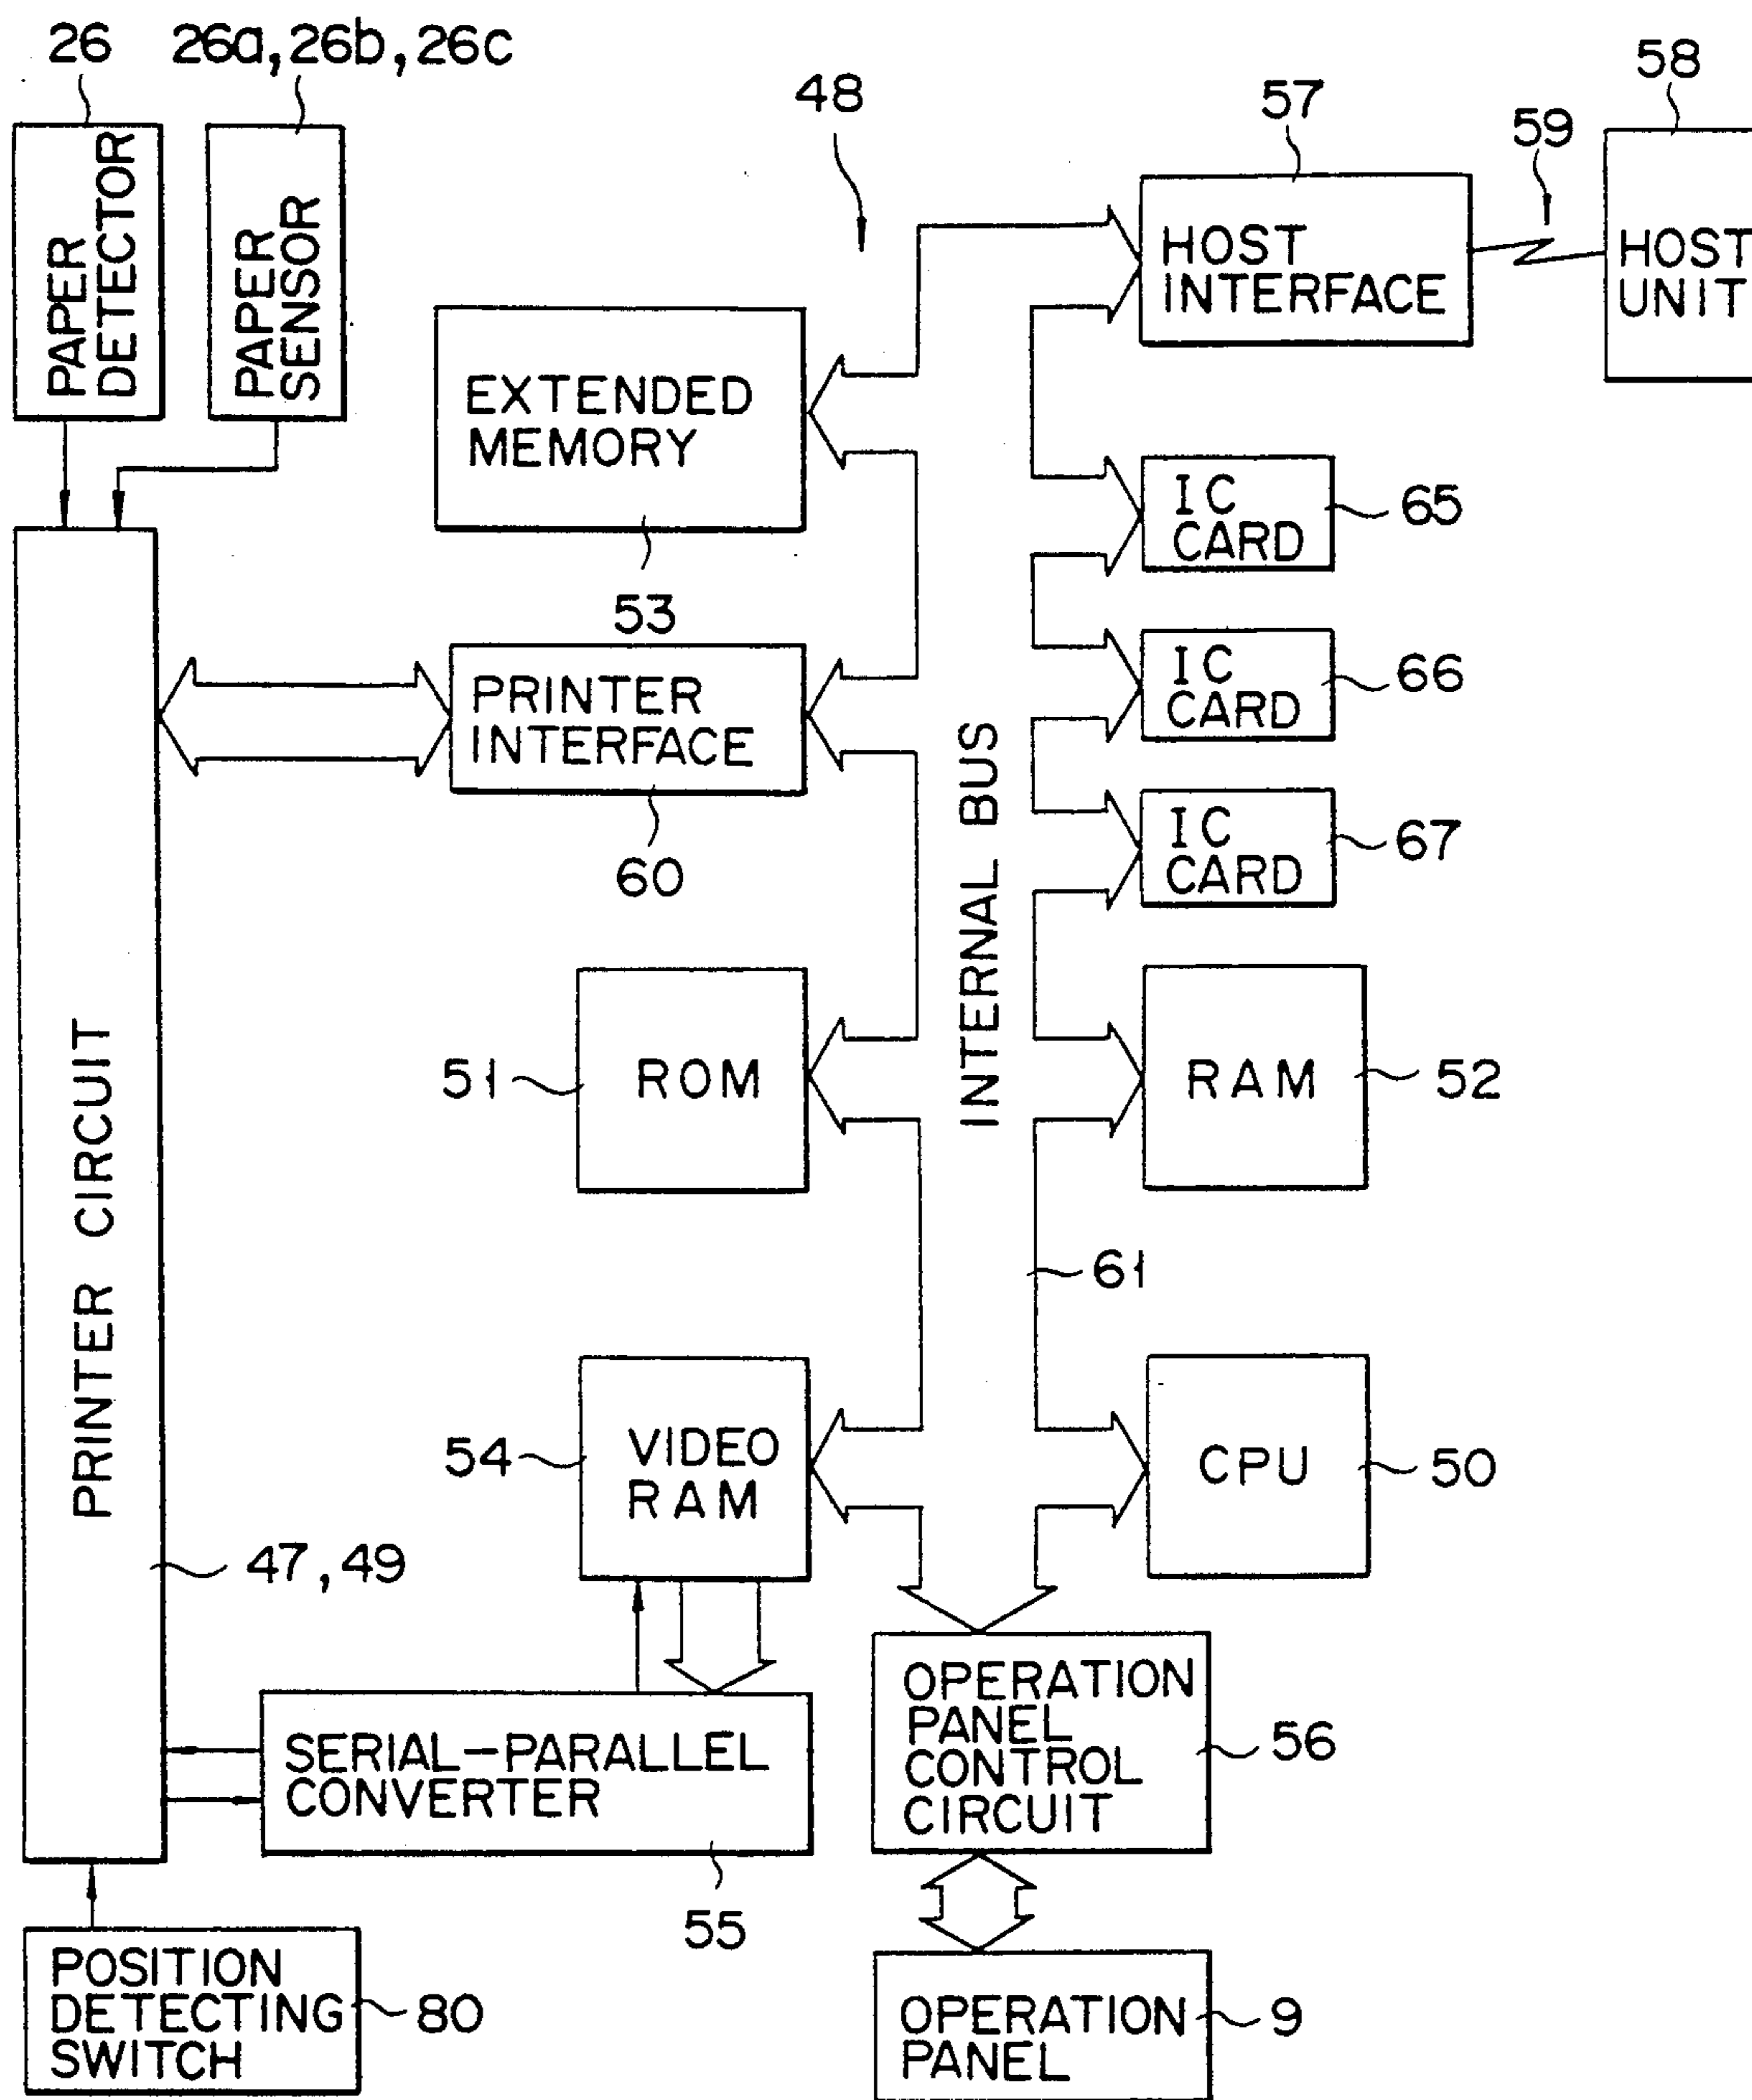 26
26a, 26b, 26c
48
57
59
58
PAPER
DETECTOR
PAPER
SENSOR
HOST
INTERFACE
HOST
UNIT
EXTENDED
MEMORY
53
IC
CARD
65
IC
CARD
66
IC
CARD
67
PRINTER
INTERFACE
60
INTERNAL BUS
PRINTER CIRCUIT
47, 49
51
ROM
RAM
52
61
54
VIDEO
RAM
CPU
50
SERIAL-PARALLEL
CONVERTER
55
OPERATION
PANEL
CONTROL
CIRCUIT
56
POSITION
DETECTING
SWITCH
80
OPERATION
PANEL
9